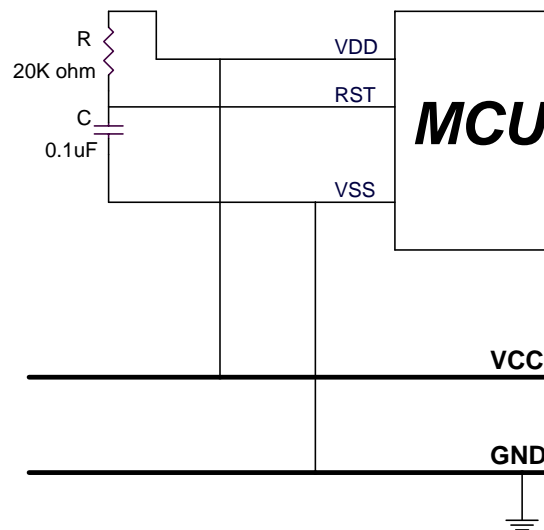 R
20K ohm
VDD
RST
C
0.1uF
VSS
MCU
VCC
GND